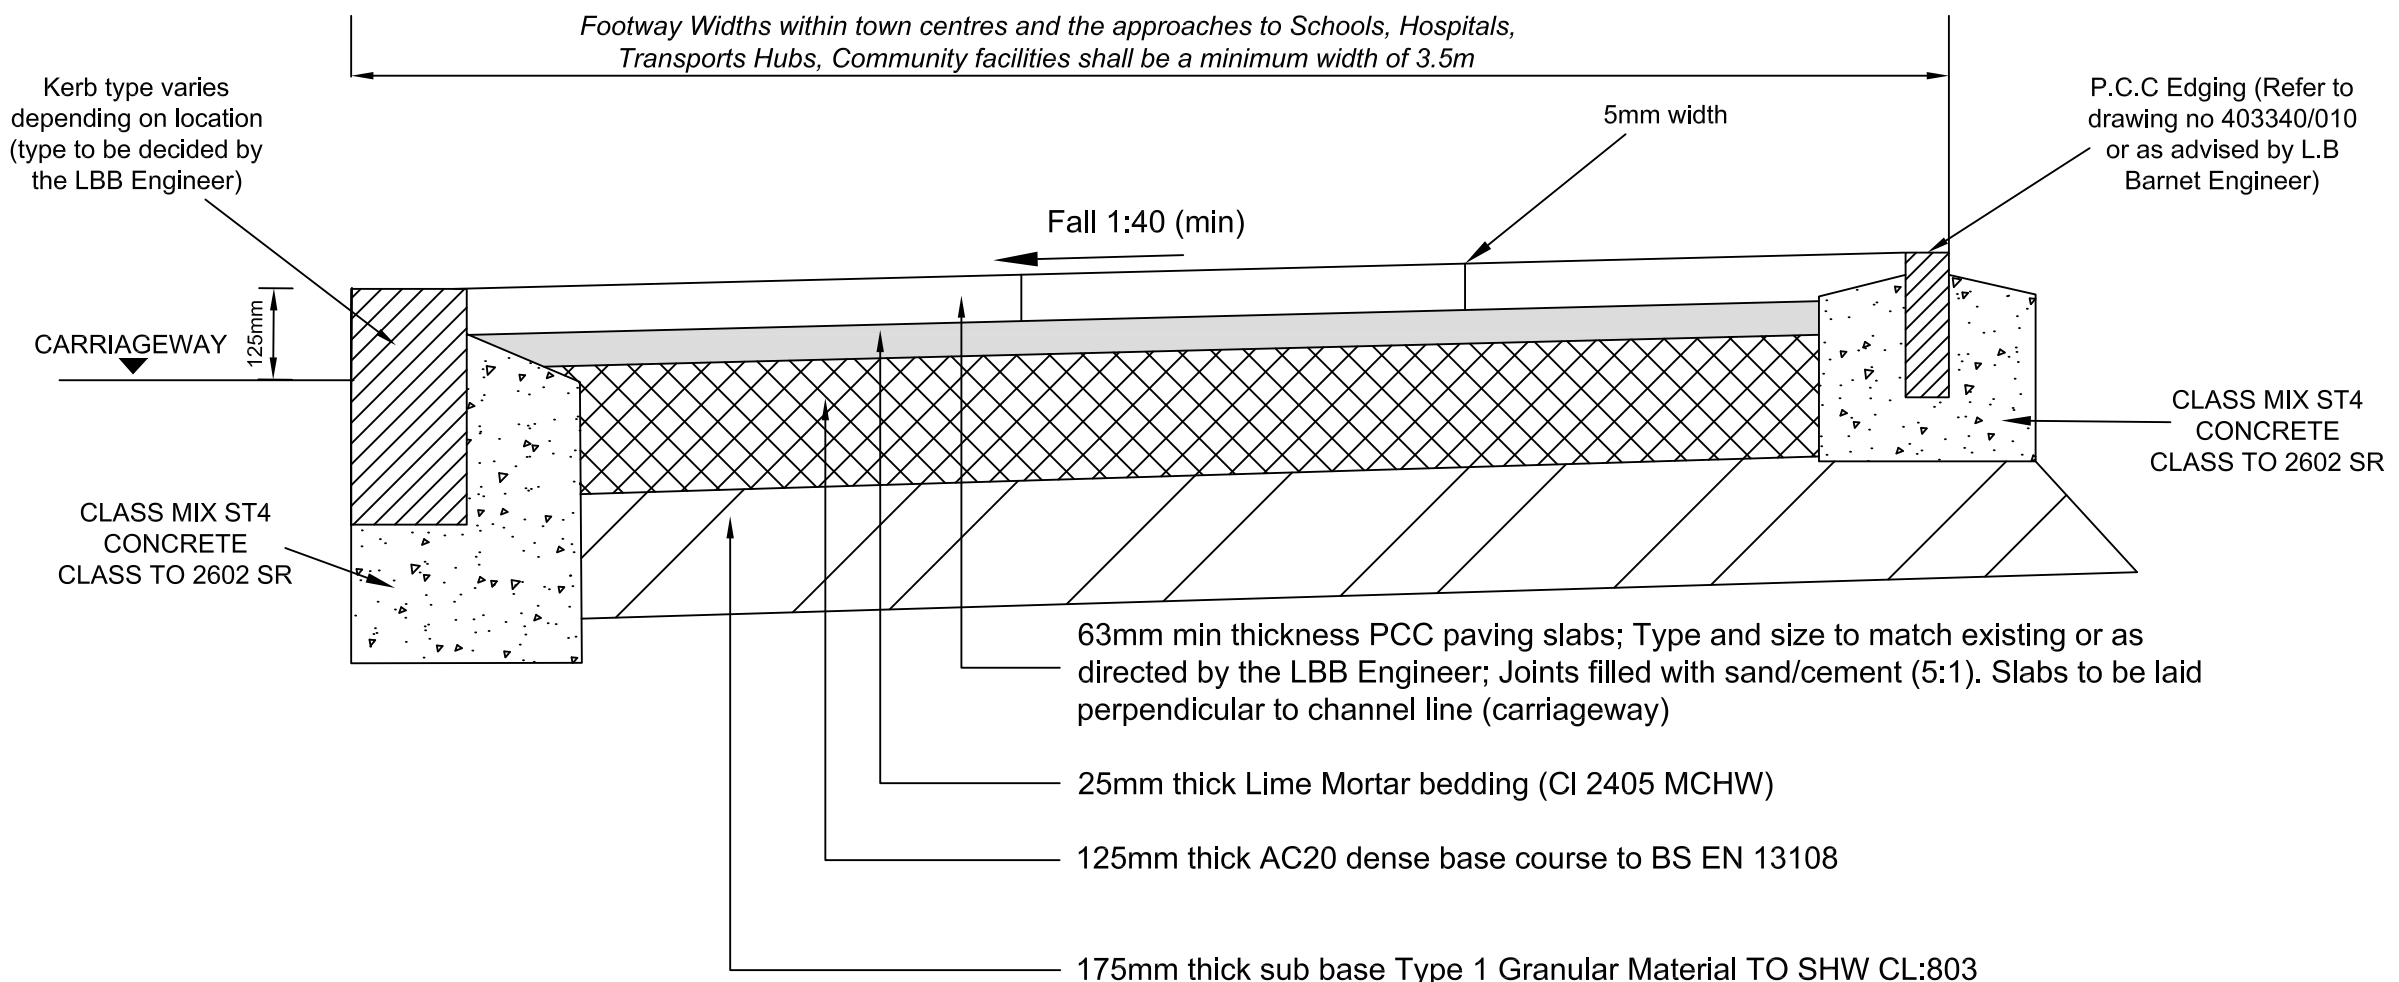 Footway Widths within town centres and the approaches to Schools, Hospitals,
Transports Hubs, Community facilities shall be a minimum width of 3.5m
Kerb type varies
depending on location
(type to be decided by
the LBB Engineer)
5mm width
P.C.C Edging (Refer to
drawing no 403340/010
or as advised by L.B
Barnet Engineer)
Fall 1:40 (min)
125mm
CARRIAGEWAY
CLASS MIX ST4
CONCRETE
CLASS TO 2602 SR
CLASS MIX ST4
CONCRETE
CLASS TO 2602 SR
63mm min thickness PCC paving slabs; Type and size to match existing or as
directed by the LBB Engineer; Joints filled with sand/cement (5:1). Slabs to be laid
perpendicular to channel line (carriageway)
25mm thick Lime Mortar bedding (Cl 2405 MCHW)
125mm thick AC20 dense base course to BS EN 13108
175mm thick sub base Type 1 Granular Material TO SHW CL:803